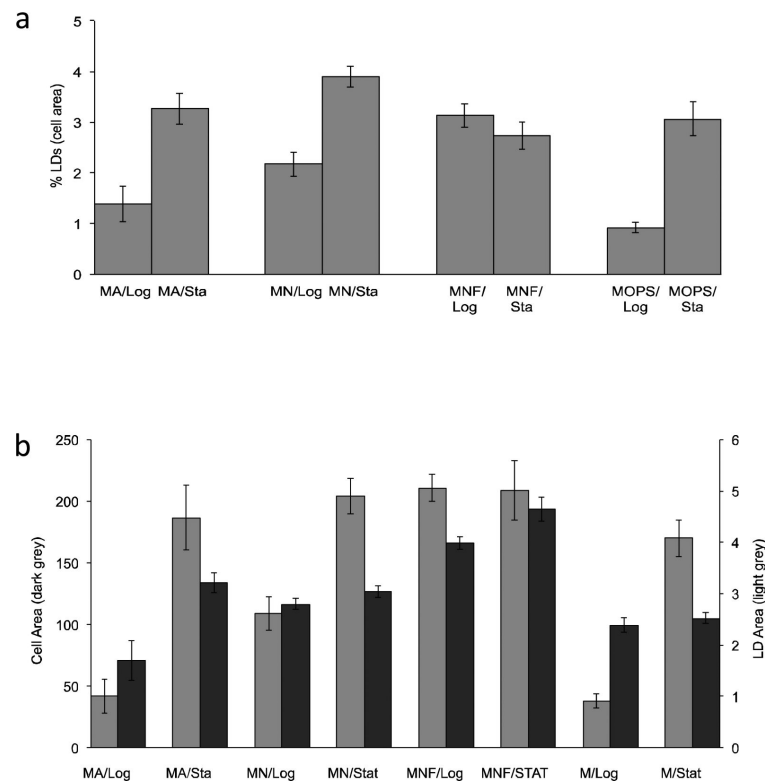 a
5
4
3
2
1
0
% LDs (cell area)
MA/Log MA/Sta MN/Log MN/Sta MNF/ MNF/ MOPS/ MOPS/
Log Sta Log Sta
b
250
200
150
100
50
0
Cell Area (dark grey)
6
5
4
3
2
1
0
LD Area (light grey)
MA/Log MA/Sta MN/Log MN/Stat MNF/Log MNF/STAT M/Log M/Stat